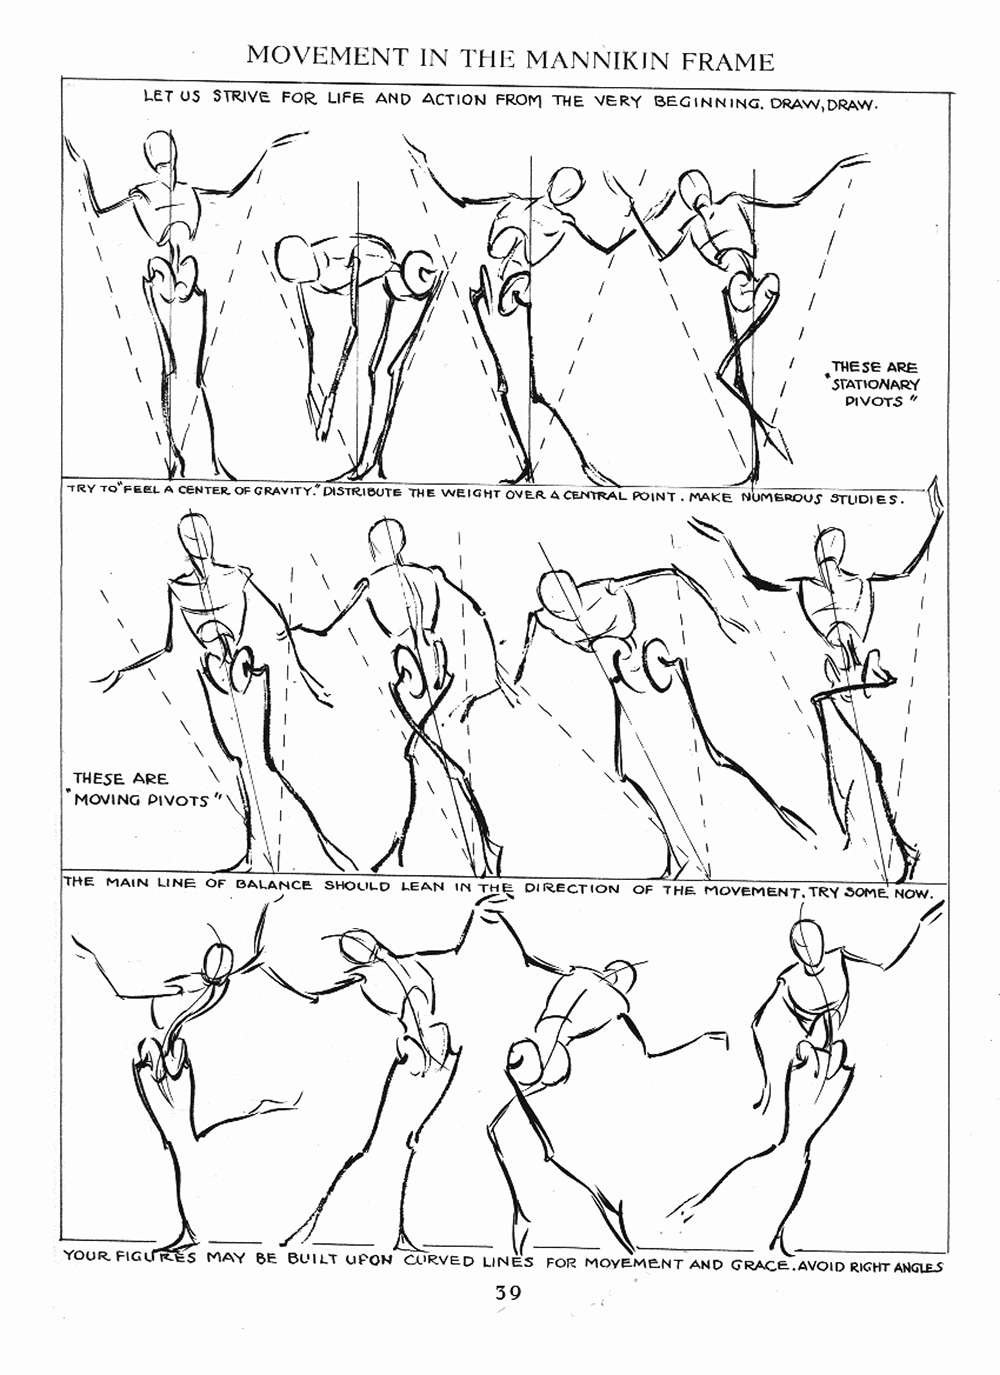 MOVEMENT IN THE MANNIKIN FRAME
LET US STRIVE FOR LIFE AND ACTION FROM THE VERY BEGINNING. DRAW, DRAW.
THESE ARE
"STATIONARY
PIVOTS"
TRY TO "FEEL A CENTER OF GRAVITY." DISTRIBUTE THE WEIGHT OVER A CENTRAL POINT. MAKE NUMEROUS STUDIES.
THESE ARE
"MOVING PIVOTS"
THE MAIN LINE OF BALANCE SHOULD LEAN IN THE DIRECTION OF THE MOVEMENT. TRY SOME NOW.
YOUR FIGURES MAY BE BUILT UPON CURVED LINES FOR MOVEMENT AND GRACE. AVOID RIGHT ANGLES
39